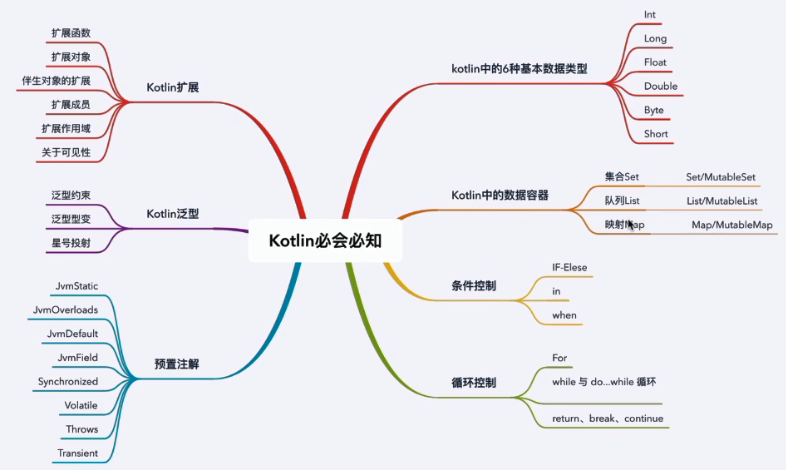 Kotlin必会必知
Kotlin扩展
扩展函数
扩展对象
伴生对象的扩展
扩展成员
扩展作用域
关于可见性
Kotlin泛型
泛型约束
泛型型变
星号投射
预置注解
JvmStatic
JvmOverloads
JvmDefault
JvmField
Synchronized
Volatile
Throws
Transient
kotlin中的6种基本数据类型
Int
Long
Float
Double
Byte
Short
Kotlin中的数据容器
集合Set Set/MutableSet
队列List List/MutableList
映射Map Map/MutableMap
条件控制
IF-Elese
in
when
循环控制
For
while 与 do...while 循环
return、break、continue